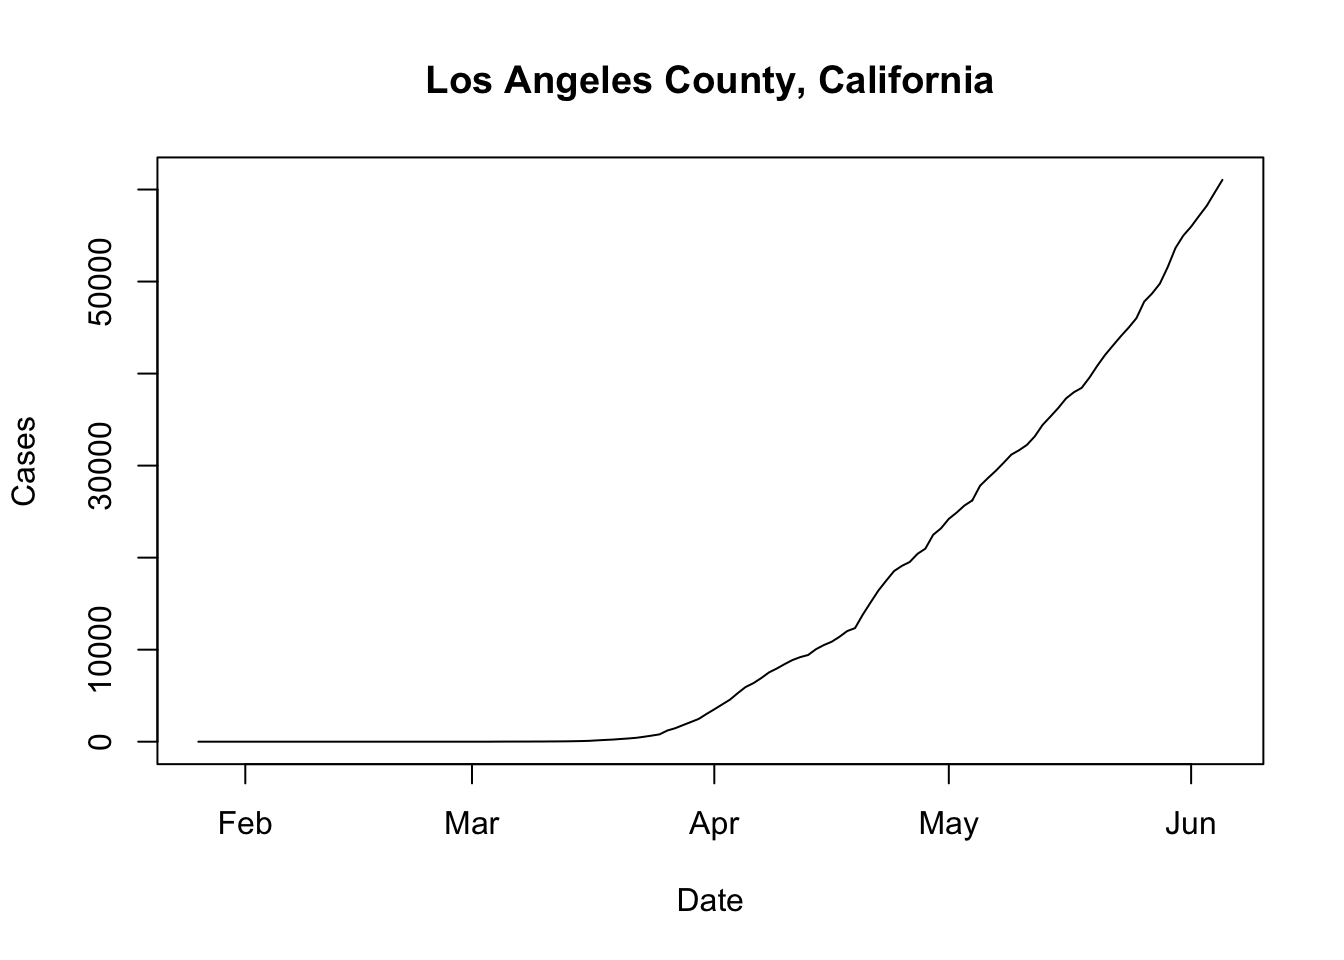 Los Angeles County, California
Cases
50000
30000
10000
0
Feb Mar Apr May Jun
Date